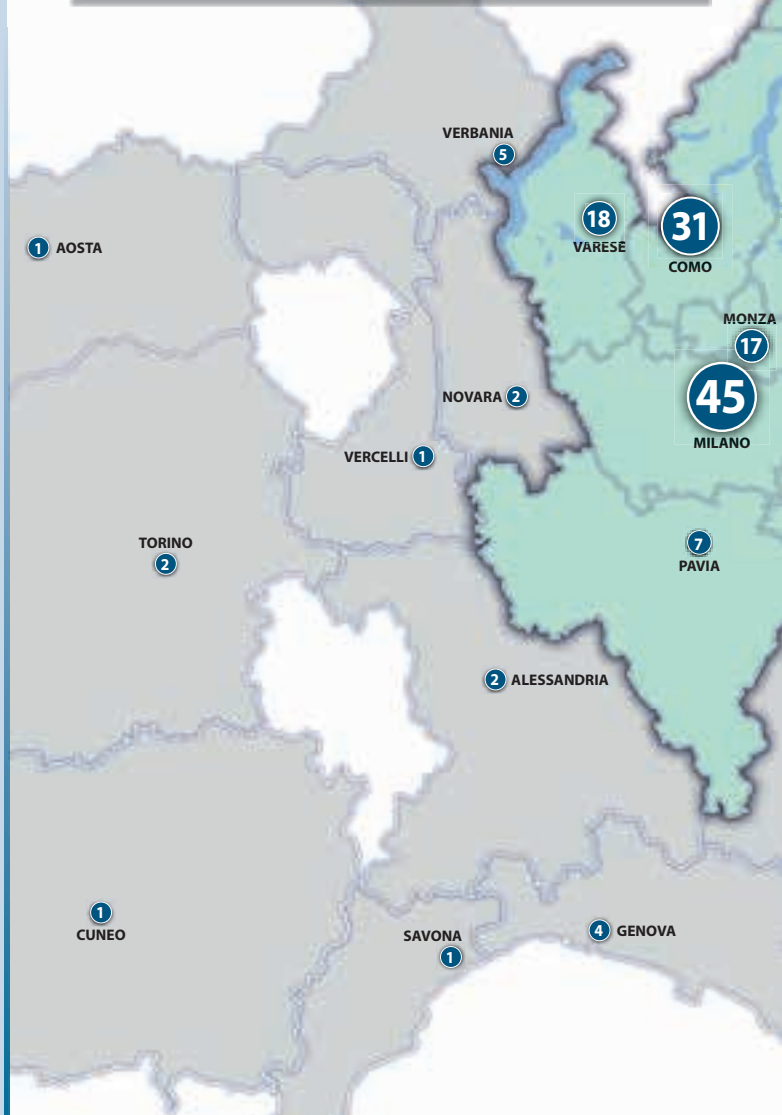 VERBANIA
5
1 AOSTA
18
VARESE
31
COMO
MONZA
17
NOVARA 2
45
MILANO
VERCELLI 1
TORINO
2
7
PAVIA
2 ALESSANDRIA
1
CUNEO
SAVONA
1
4 GENOVA